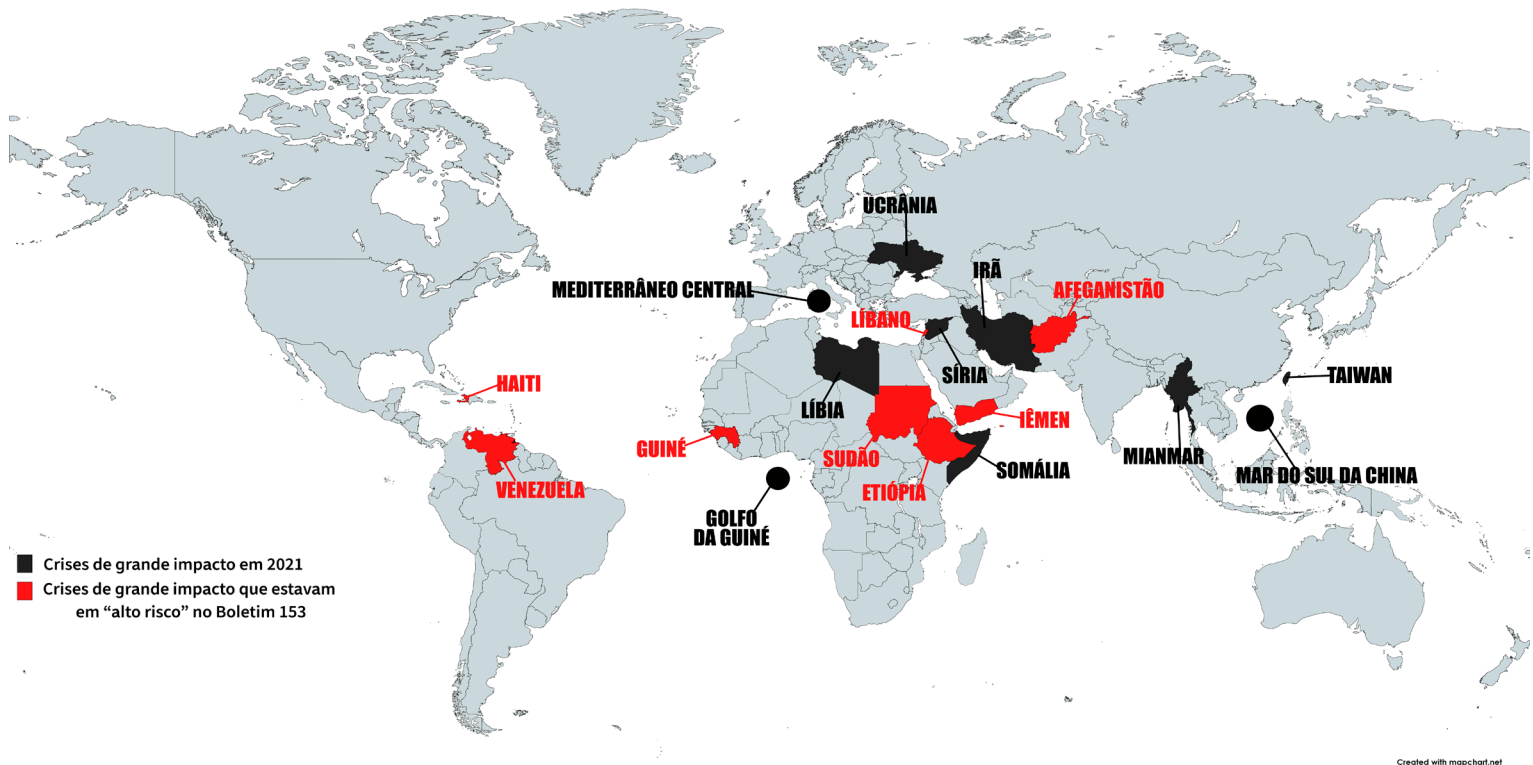 UCRÂNIA
IRÃ
MEDITERRÂNEO CENTRAL
AFEGANISTÃO
LÍBANO
SÍRIA
TAIWAN
HAITI
LÍBIA
IÊMEN
GUINÉ
SUDÃO
MIANMAR
SOMÁLIA
MAR DO SUL DA CHINA
VENEZUELA
ETIÓPIA
GOLFO
DA GUINÉ
Crises de grande impacto em 2021
Crises de grande impacto que estavam
em “alto risco” no Boletim 153
Created with mapchart.net